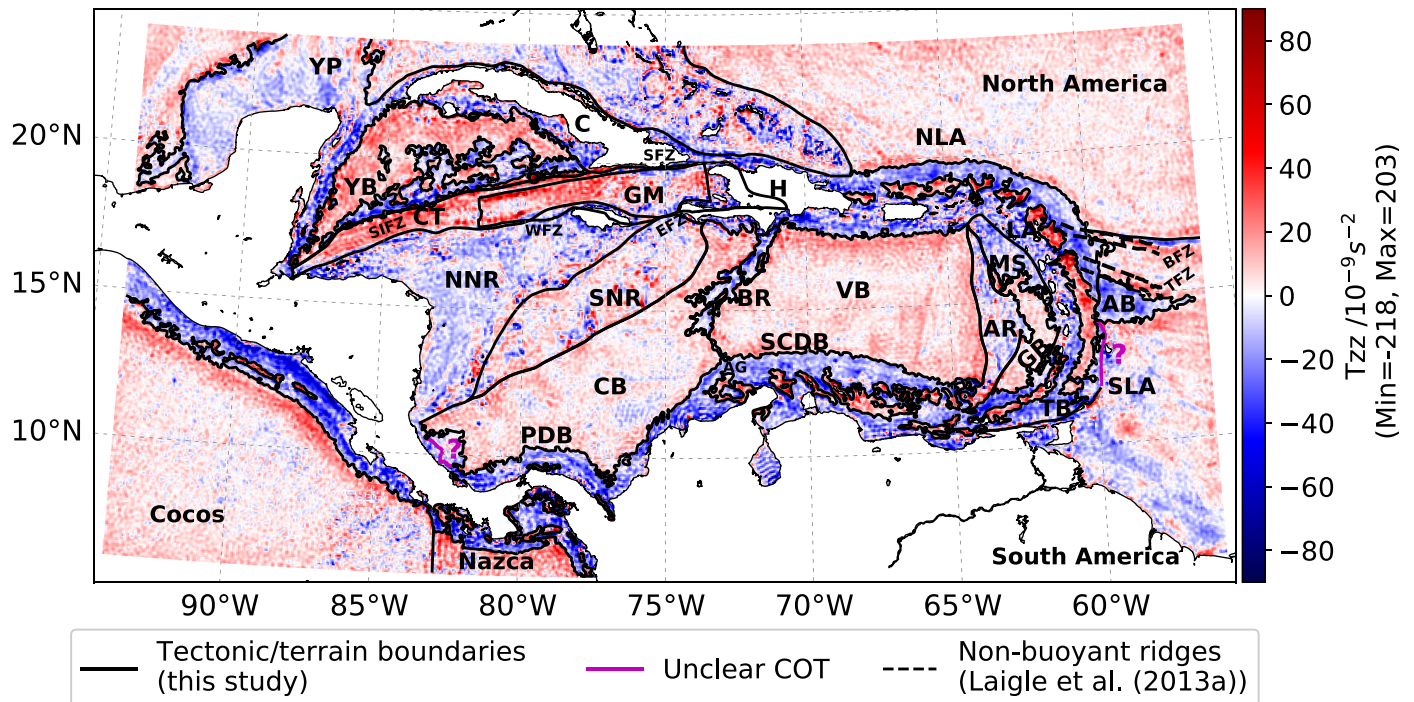 YP
North America
20°N
C
NLA
SFZ
YB
GM
H
CT
SIFZ
WFZ
EFZ
LA
BFZ
MS
TFZ
15°N
NNR
SNR
BR
VB
AB
AR
SCDB
GB
?
AG
CB
SLA
TB
10°N
PDB
?
Cocos
Nazca
South America
90°W
85°W
80°W
75°W
70°W
65°W
60°W
80
60
40
20
0
−20
−40
−60
−80
Tzz /10⁻⁹s⁻²
(Min=-218, Max=203)
Tectonic/terrain boundaries
(this study)
Unclear COT
Non-buoyant ridges
(Laigle et al. (2013a))